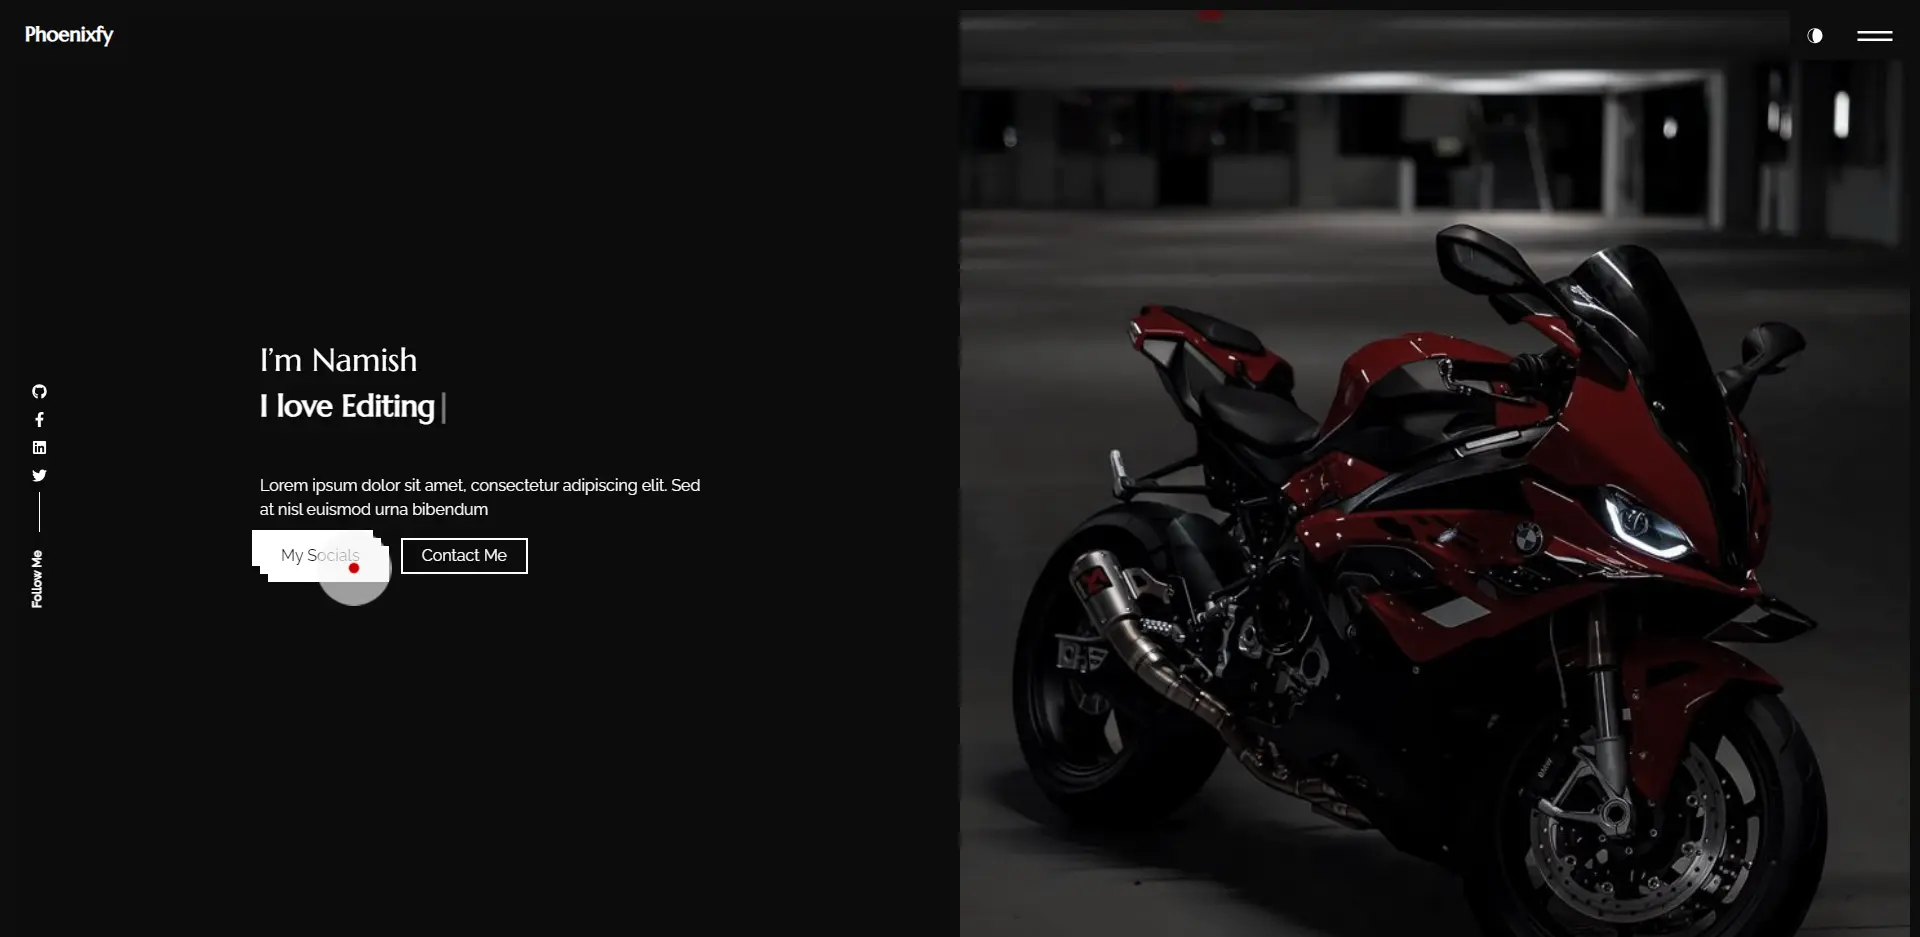 Phoenixfy
I'm Namish
I love Editing
Lorem ipsum dolor sit amet, consectetur adipiscing elit. Sed
at nisl euismod urna bibendum
My Socials
Contact Me
Follow Me
BMW